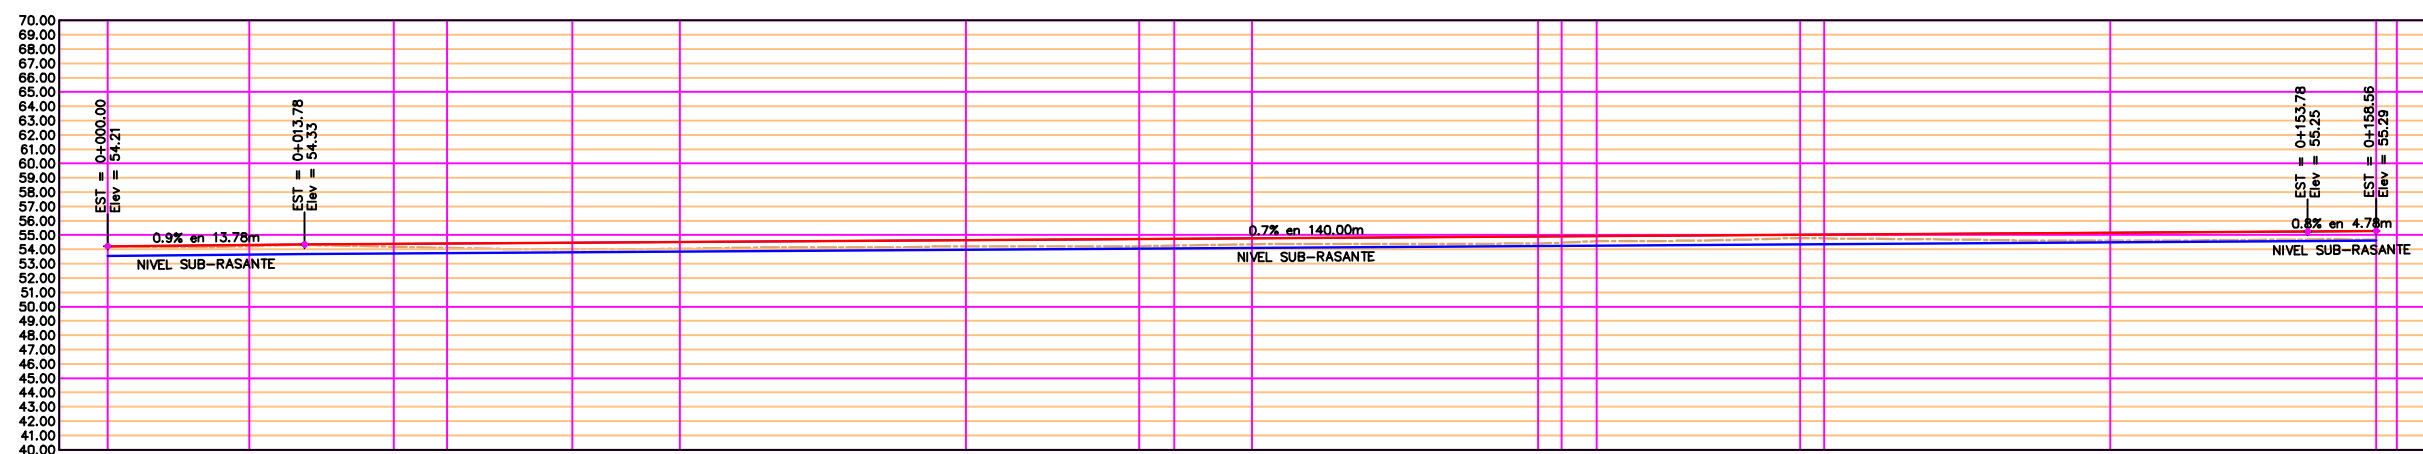 70.00
69.00
68.00
67.00
66.00
65.00
64.00
63.00
62.00
61.00
60.00
59.00
58.00
57.00
56.00
55.00
54.00
53.00
52.00
51.00
50.00
49.00
48.00
47.00
46.00
45.00
44.00
43.00
42.00
41.00
40.00
EST = 0+000.00
Elev = 54.21
EST = 0+013.78
Elev = 54.33
EST = 0+153.78
Elev = 55.25
EST = 0+158.56
Elev = 55.29
0.9% en 13.78m
0.7% en 140.00m
0.8% en 4.78m
NIVEL SUB-RASANTE
NIVEL SUB-RASANTE
NIVEL SUB-RASANTE